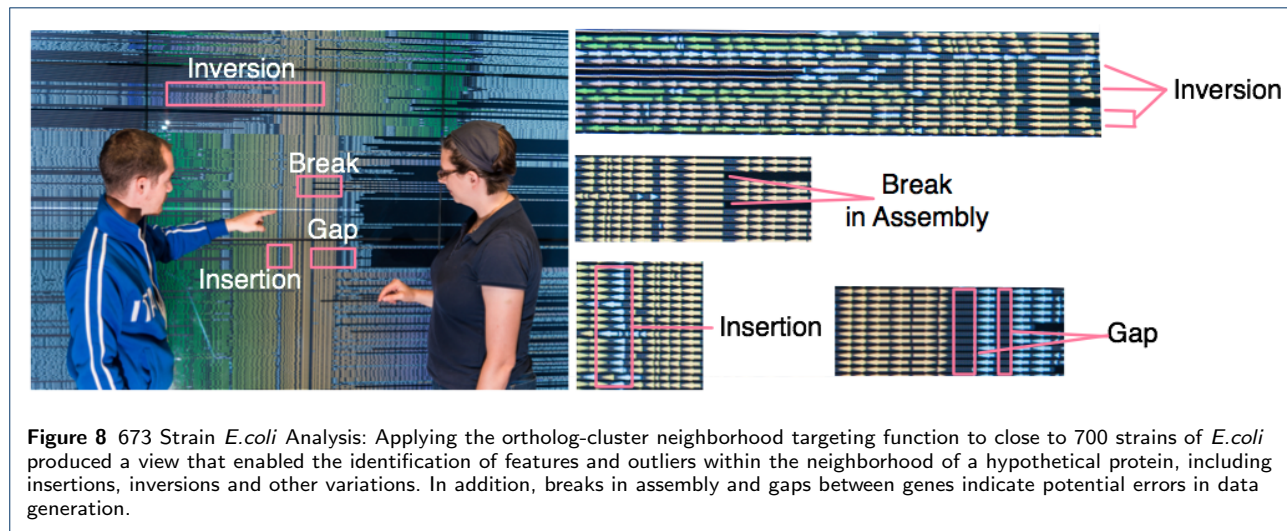 Inversion
Break
Gap
Insertion
Inversion
Break
in Assembly
Insertion
Gap
Figure 8 673 Strain E.coli Analysis: Applying the ortholog-cluster neighborhood targeting function to close to 700 strains of E.coli
produced a view that enabled the identification of features and outliers within the neighborhood of a hypothetical protein, including
insertions, inversions and other variations. In addition, breaks in assembly and gaps between genes indicate potential errors in data
generation.